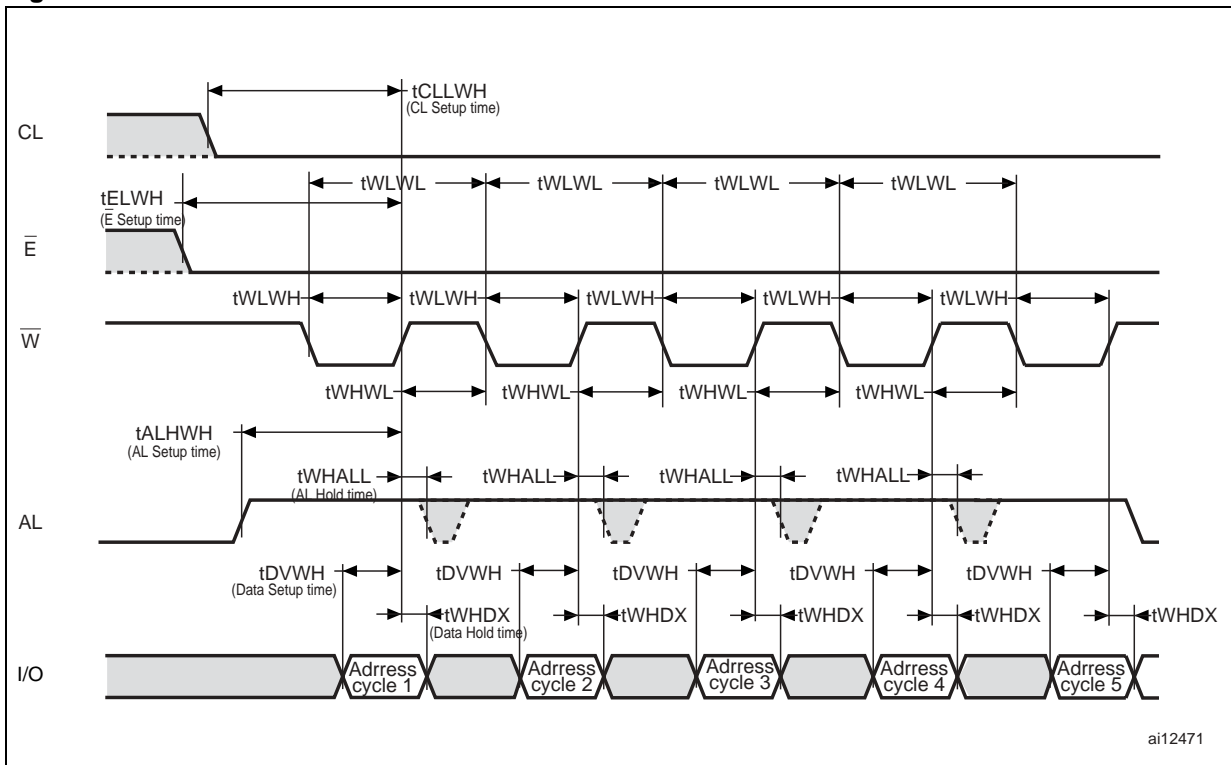 tCLLWH
(CL Setup time)
CL
tWLWL tWLWL tWLWL tWLWL
tELWH
(E Setup time)
E
tWLWH tWLWH tWLWH tWLWH tWLWH
W
tWHWL tWHWL tWHWL tWHWL
tALHWH
(AL Setup time)
tWHALL tWHALL tWHALL tWHALL
(AL Hold time)
AL
tDVWH tDVWH tDVWH tDVWH tDVWH
(Data Setup time)
tWHDX tWHDX tWHDX tWHDX tWHDX
(Data Hold time)
I/O
Adrress Adrress Adrress Adrress Adrress
cycle 1 cycle 2 cycle 3 cycle 4 cycle 5
ai12471